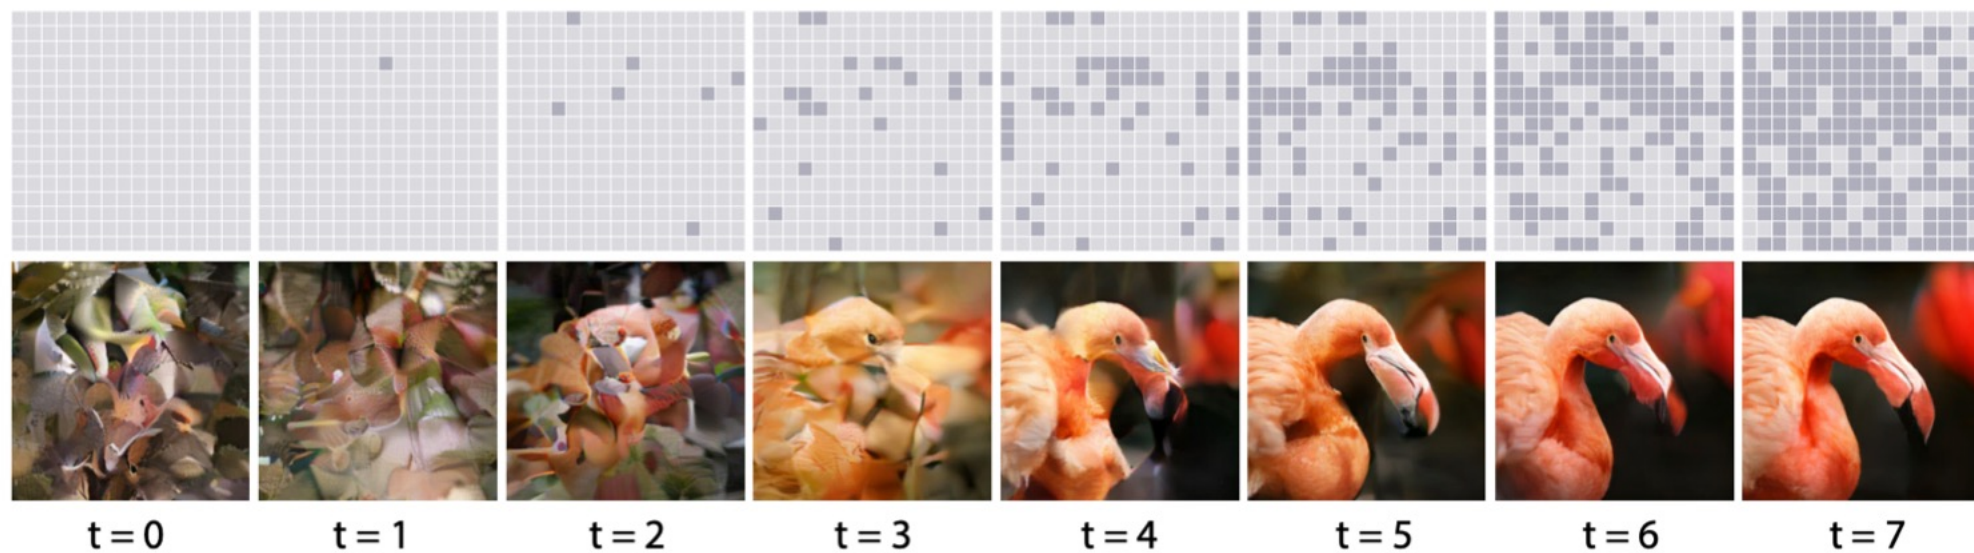 t = 0 t = 1 t = 2 t = 3 t = 4 t = 5 t = 6 t = 7